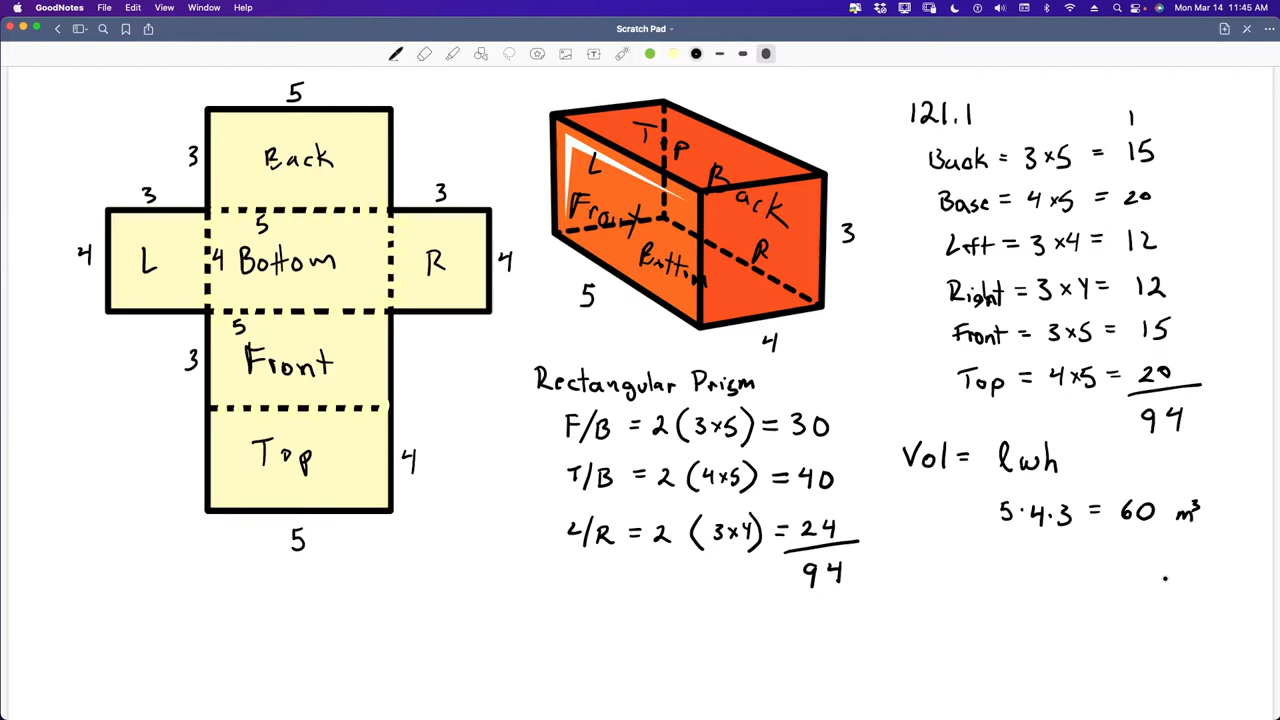 GoodNotes File Edit View Window Help
Mon Mar 14 11:45 AM
Scratch Pad
5
3
Back
3
3
5
4
L
4
Bottom
R
4
5
3
Front
Top
4
5
T
P
L
Back
Front
Bottom
R
3
5
4
Rectangular Prism
F/B = 2 (3×5) = 30
T/B = 2 (4×5) = 40
L/R = 2 (3×4) = 24
94
121.1
1
Back = 3×5 = 15
Base = 4×5 = 20
Left = 3×4 = 12
Right = 3×4 = 12
Front = 3×5 = 15
Top = 4×5 = 20
94
Vol = lwh
5·4·3 = 60 m³